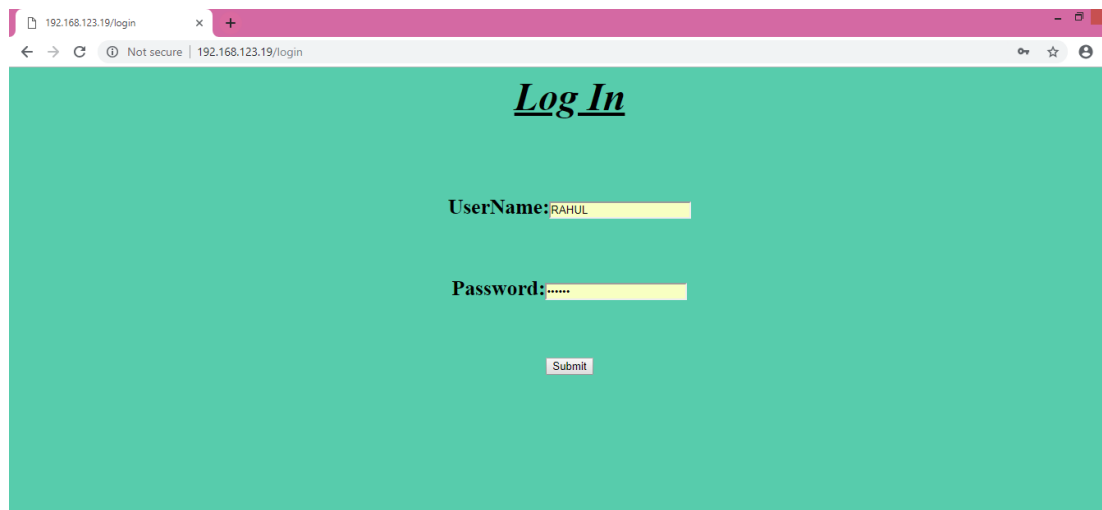 192.168.123.19/login
Not secure | 192.168.123.19/login
Log In
UserName:RAHUL
Password:••••••
Submit